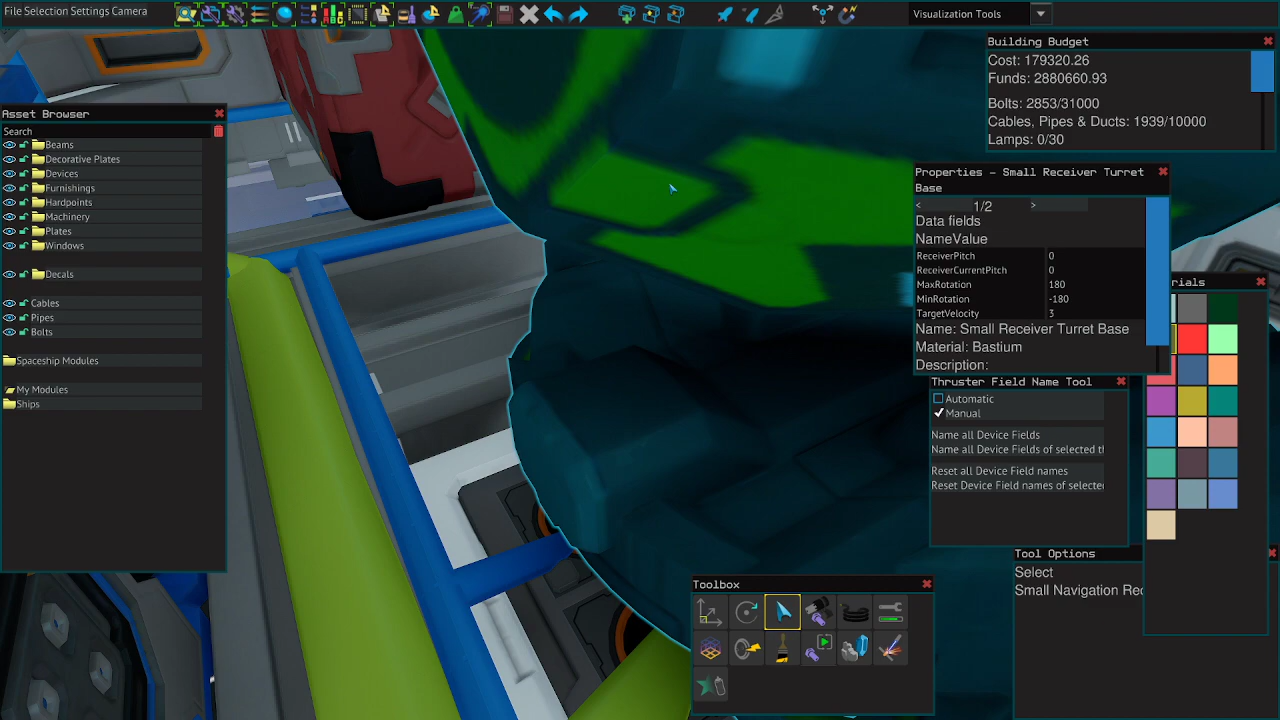 File Selection Settings Camera
Visualization Tools
Building Budget
Cost: 179320.26
Funds: 2880660.93
Bolts: 2853/31000
Cables, Pipes & Ducts: 1939/10000
Lamps: 0/30
Asset Browser
Search
Beams
Decorative Plates
Devices
Furnishings
Hardpoints
Machinery
Plates
Windows
Decals
Cables
Pipes
Bolts
Spaceship Modules
My Modules
Ships
Properties - Small Receiver Turret
Base
< 1/2 >
Data fields
NameValue
ReceiverPitch 0
ReceiverCurrentPitch 0
MaxRotation 180
MinRotation -180
TargetVelocity 3
Name: Small Receiver Turret Base
Material: Bastium
Description:
rials
Thruster Field Name Tool
Automatic
Manual
Name all Device Fields
Name all Device Fields of selected t
Reset all Device Field names
Reset Device Field names of selecte
Tool Options
Select
Small Navigation Rec
Toolbox